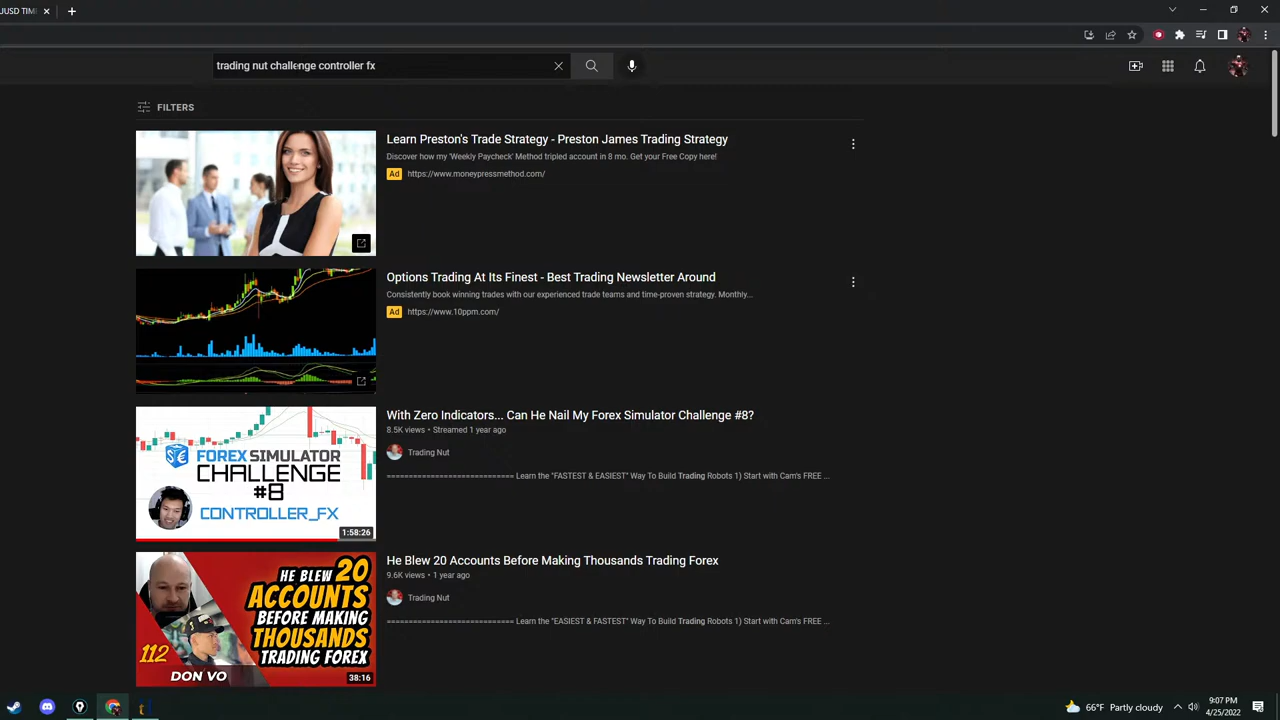 JUSD TIM
trading nut challenge controller fx
FILTERS
Learn Preston's Trade Strategy - Preston James Trading Strategy
Discover how my 'Weekly Paycheck' Method tripled account in 8 mo. Get your Free Copy here!
Ad https://www.moneypressmethod.com/
Options Trading At Its Finest - Best Trading Newsletter Around
Consistently book winning trades with our experienced trade teams and time-proven strategy. Monthly...
Ad https://www.10ppm.com/
FOREX SIMULATOR
CHALLENGE
#8
CONTROLLER_FX
1:58:26
With Zero Indicators... Can He Nail My Forex Simulator Challenge #8?
8.5K views • Streamed 1 year ago
Trading Nut
============================ Learn the "FASTEST & EASIEST" Way To Build Trading Robots 1) Start with Cam's FREE ...
HE BLEW 20
ACCOUNTS
BEFORE MAKING
THOUSANDS
TRADING FOREX
112
DON VO
38:16
He Blew 20 Accounts Before Making Thousands Trading Forex
9.6K views • 1 year ago
Trading Nut
============================ Learn the "EASIEST & FASTEST" Way To Build Trading Robots 1) Start with Cam's FREE ...
66°F Partly cloudy
9:07 PM
4/25/2022